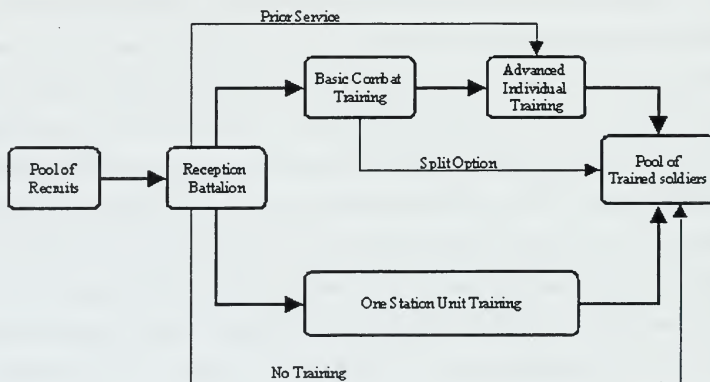 Prior Service
Basic Combat
Training
Advanced
Individual
Training
Split Option
Pool of
Recruits
Reception
Battalion
Pool of
Trained soldiers
One Station Unit Training
No Training